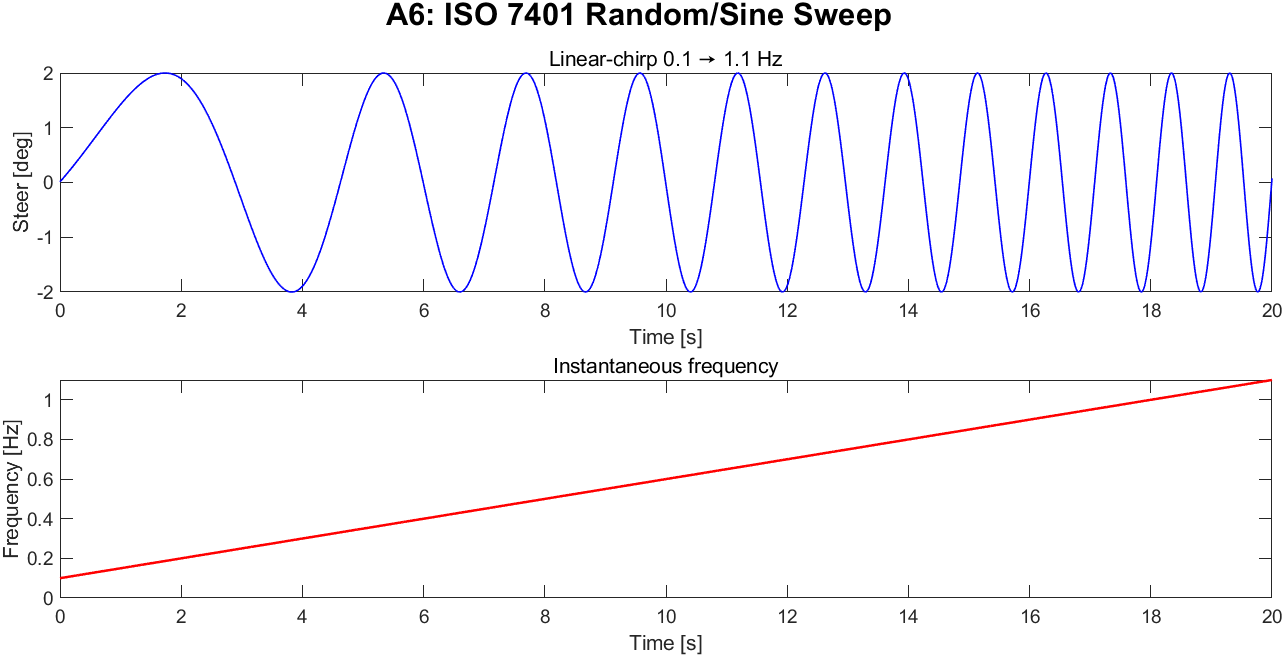 A6: ISO 7401 Random/Sine Sweep
Linear-chirp 0.1 → 1.1 Hz
Steer [deg]
2
1
0
-1
-2
0 2 4 6 8 10 12 14 16 18 20
Time [s]
Instantaneous frequency
Frequency [Hz]
1
0.8
0.6
0.4
0.2
0
0 2 4 6 8 10 12 14 16 18 20
Time [s]